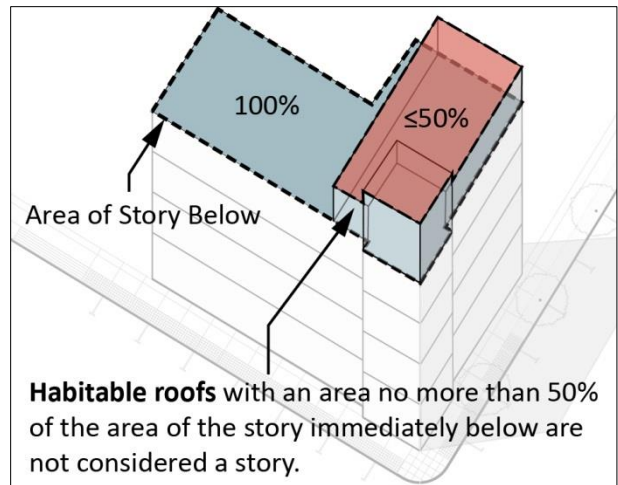 100%
≤50%
Area of Story Below
Habitable roofs with an area no more than 50%
of the area of the story immediately below are
not considered a story.